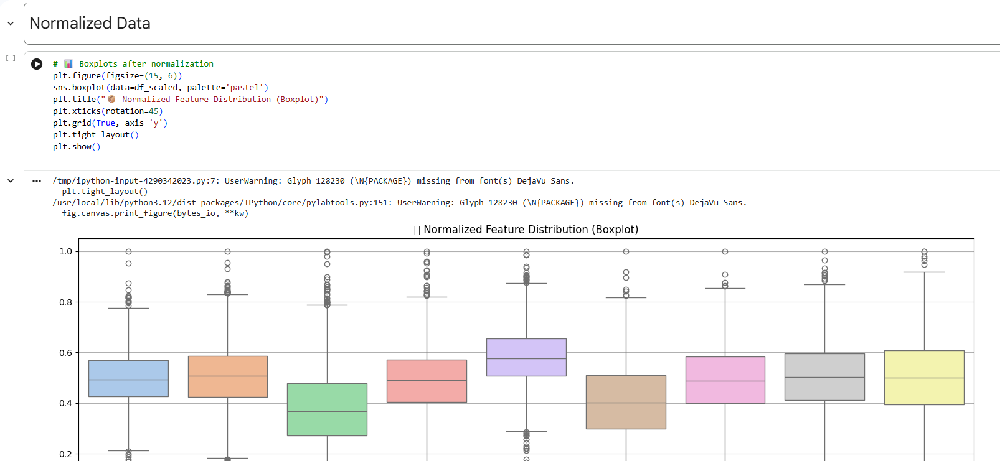 Normalized Data
[ ]
# 📊 Boxplots after normalization
plt.figure(figsize=(15, 6))
sns.boxplot(data=df_scaled, palette='pastel')
plt.title("📦 Normalized Feature Distribution (Boxplot)")
plt.xticks(rotation=45)
plt.grid(True, axis='y')
plt.tight_layout()
plt.show()
/tmp/ipython-input-4290342023.py:7: UserWarning: Glyph 128230 (\N{PACKAGE}) missing from font(s) DejaVu Sans.
  plt.tight_layout()
/usr/local/lib/python3.12/dist-packages/IPython/core/pylabtools.py:151: UserWarning: Glyph 128230 (\N{PACKAGE}) missing from font(s) DejaVu Sans.
  fig.canvas.print_figure(bytes_io, **kw)
▯ Normalized Feature Distribution (Boxplot)
1.0
0.8
0.6
0.4
0.2